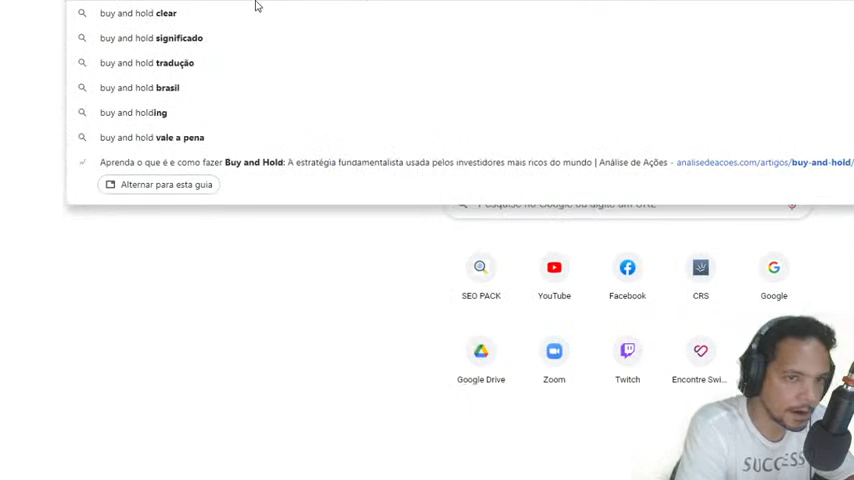 buy and hold clear
buy and hold significado
buy and hold tradução
buy and hold brasil
buy and holding
buy and hold vale a pena
Aprenda o que é e como fazer Buy and Hold: A estratégia fundamentalista usada pelos investidores mais ricos do mundo | Análise de Ações - analisedeacoes.com/artigos/buy-and-hold/
Alternar para esta guia
Pesquise no Google ou digite um URL
SEO PACK
YouTube
Facebook
CRS
Google
Google Drive
Zoom
Twitch
Encontre Swi...
SUCCESS